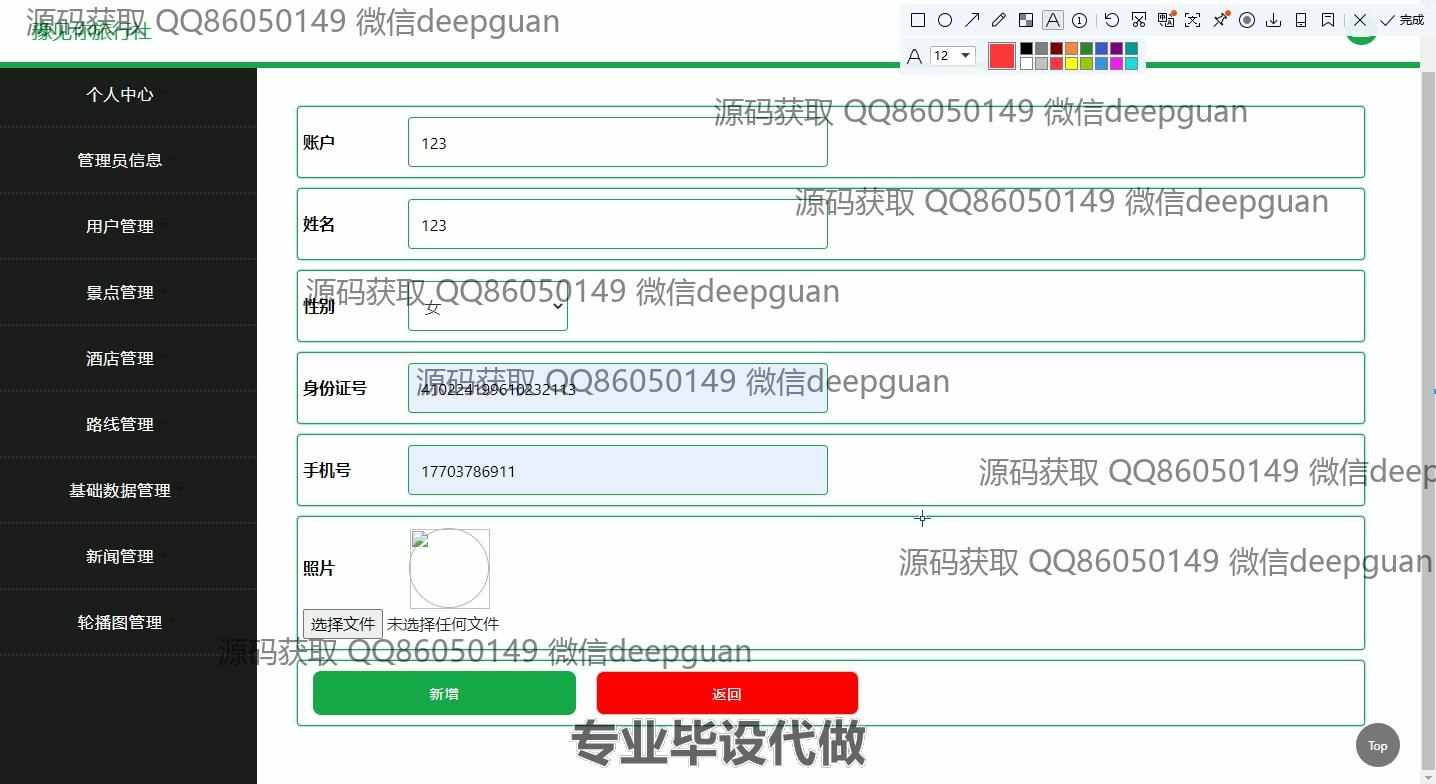 源码获取 QQ86050149 微信deepguan
豫见你旅行社
完成
12
个人中心
管理员信息
用户管理
景点管理
酒店管理
路线管理
基础数据管理
新闻管理
轮播图管理
源码获取 QQ86050149 微信deepguan
账户 123
源码获取 QQ86050149 微信deepguan
姓名 123
源码获取 QQ86050149 微信deepguan
性别 女
源码获取 QQ86050149 微信deepguan
身份证号 410224199610232113
手机号 17703786911
源码获取 QQ86050149 微信deep
源码获取 QQ86050149 微信deepguan
照片
选择文件 未选择任何文件
源码获取 QQ86050149 微信deepguan
新增 返回
专业毕设代做
Top